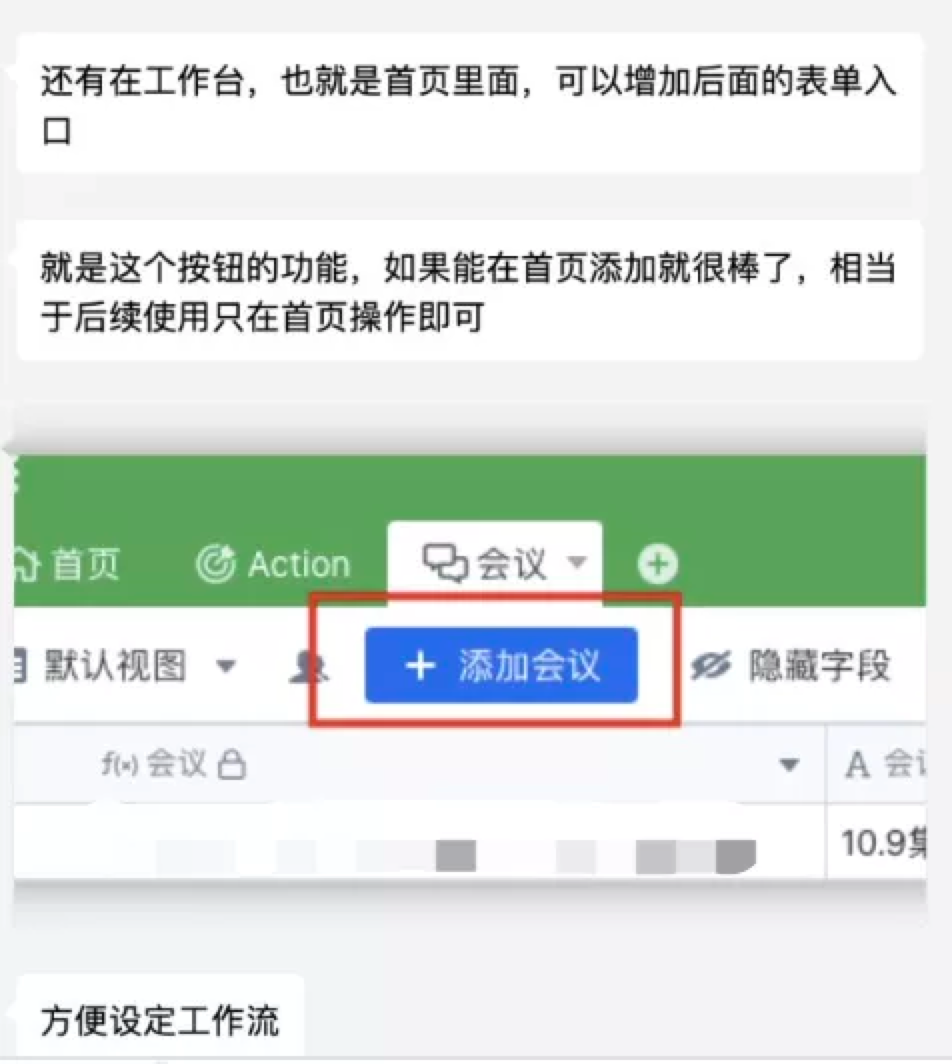 还有在工作台，也就是首页里面，可以增加后面的表单入
口
就是这个按钮的功能，如果能在首页添加就很棒了，相当
于后续使用只在首页操作即可
首页 Action 会议
默认视图 + 添加会议 隐藏字段
f(x) 会议 A 会
10.9
方便设定工作流